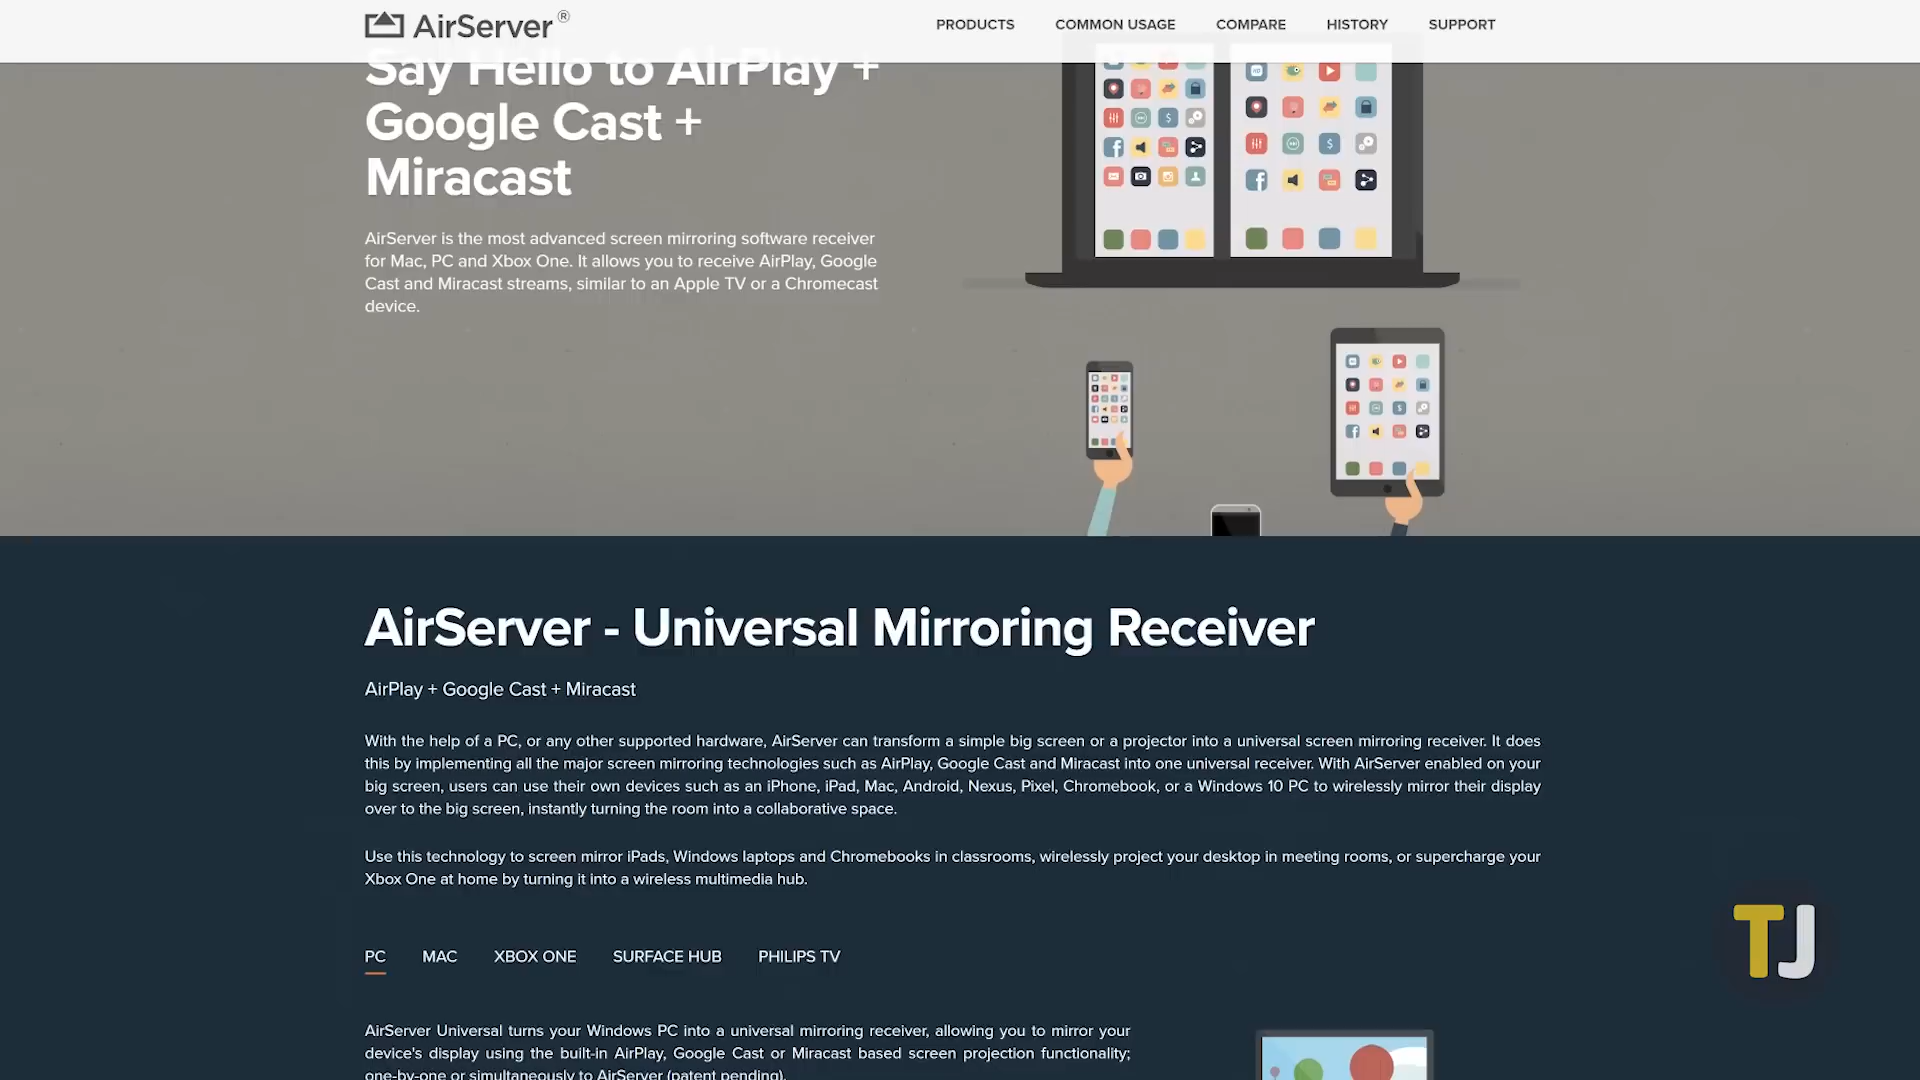 AirServer®
PRODUCTS
COMMON USAGE
COMPARE
HISTORY
SUPPORT
Say Hello to AirPlay +
Google Cast +
Miracast
AirServer is the most advanced screen mirroring software receiver
for Mac, PC and Xbox One. It allows you to receive AirPlay, Google
Cast and Miracast streams, similar to an Apple TV or a Chromecast
device.
AirServer - Universal Mirroring Receiver
AirPlay + Google Cast + Miracast
With the help of a PC, or any other supported hardware, AirServer can transform a simple big screen or a projector into a universal screen mirroring receiver. It does
this by implementing all the major screen mirroring technologies such as AirPlay, Google Cast and Miracast into one universal receiver. With AirServer enabled on your
big screen, users can use their own devices such as an iPhone, iPad, Mac, Android, Nexus, Pixel, Chromebook, or a Windows 10 PC to wirelessly mirror their display
over to the big screen, instantly turning the room into a collaborative space.
Use this technology to screen mirror iPads, Windows laptops and Chromebooks in classrooms, wirelessly project your desktop in meeting rooms, or supercharge your
Xbox One at home by turning it into a wireless multimedia hub.
PC
MAC
XBOX ONE
SURFACE HUB
PHILIPS TV
TJ
AirServer Universal turns your Windows PC into a universal mirroring receiver, allowing you to mirror your
device's display using the built-in AirPlay, Google Cast or Miracast based screen projection functionality;
one-by-one or simultaneously to AirServer (patent pending).